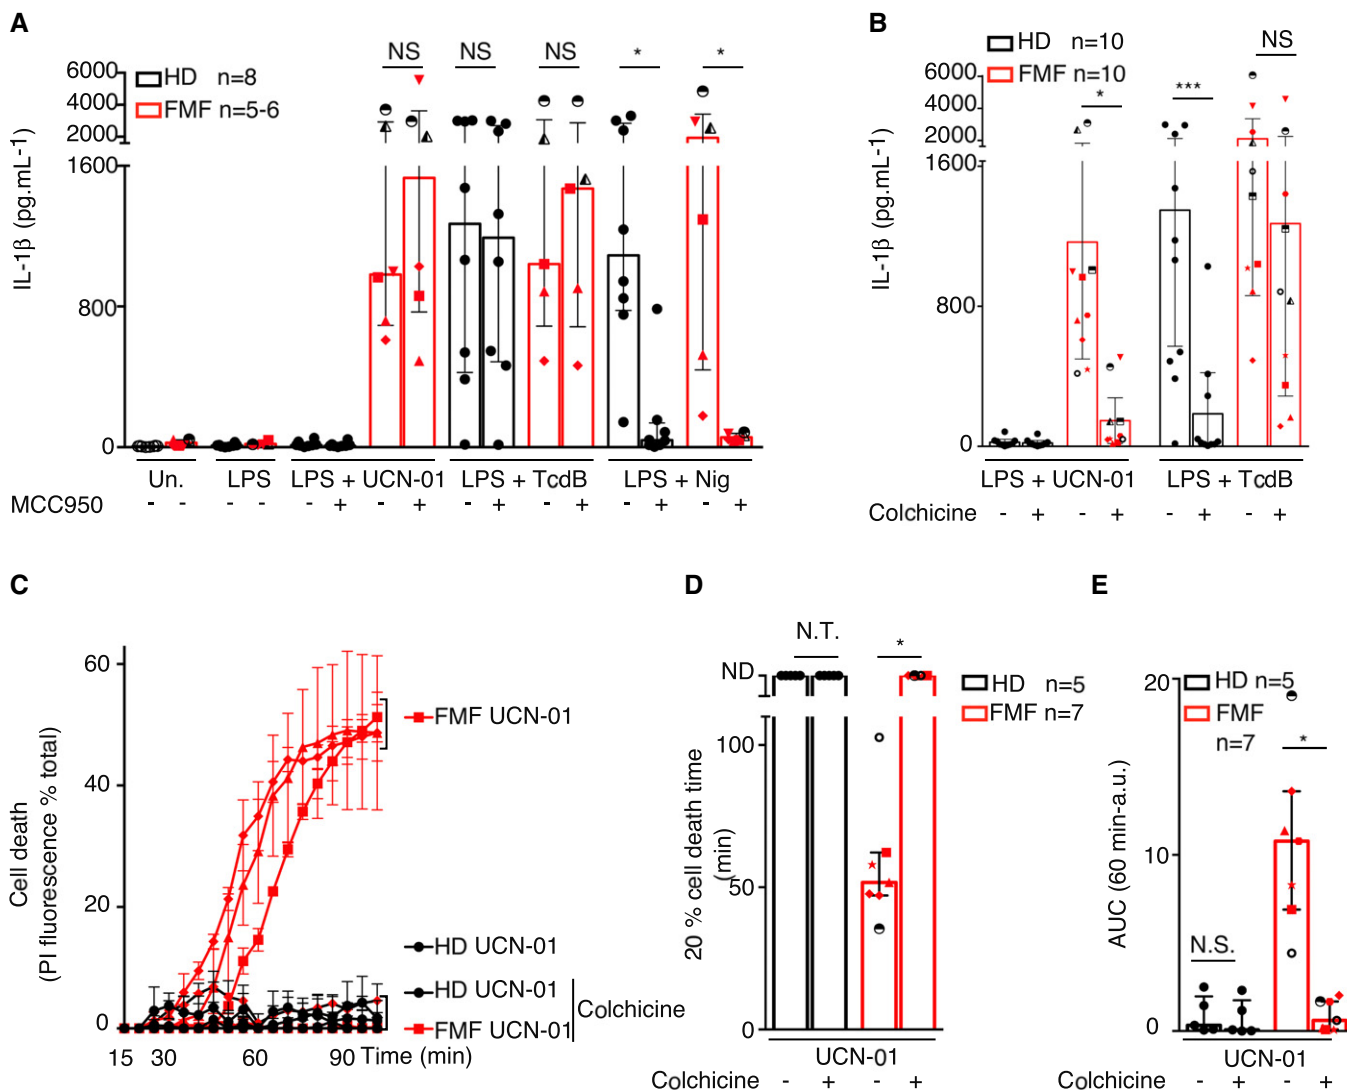 A
NS NS NS * *
HD n=8
FMF n=5-6
IL-1β (pg.mL-1)
6000
4000
2000
1600
800
0
Un. LPS LPS + UCN-01 LPS + TcdB LPS + Nig
MCC950 - - - - - + - + - + - + - + - +
B
HD n=10
FMF n=10
NS
* ***
IL-1β (pg.mL-1)
6000
4000
2000
1600
800
0
LPS + UCN-01 LPS + TcdB
Colchicine - + - + - + - +
C
Cell death
(PI fluorescence % total)
60
40
20
0
15 30 60 90 Time (min)
FMF UCN-01
HD UCN-01
HD UCN-01
FMF UCN-01
Colchicine
D
N.T.
*
HD n=5
FMF n=7
20 % cell death time
(min)
ND
100
50
0
UCN-01
Colchicine - + - +
E
HD n=5
FMF
n=7
*
N.S.
AUC (60 min-a.u.)
20
10
0
UCN-01
Colchicine - + - +